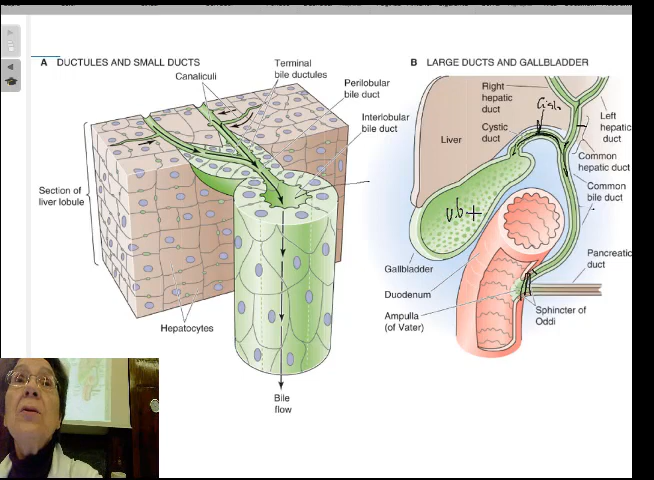 A DUCTULES AND SMALL DUCTS
Canaliculi
Terminal
bile ductules
Perilobular
bile duct
Interlobular
bile duct
Section of
liver lobule
Hepatocytes
Bile
flow
B LARGE DUCTS AND GALLBLADDER
Right
hepatic
duct
Cystic
duct
Liver
Left
hepatic
duct
Common
hepatic duct
Common
bile duct
Pancreatic
duct
Gallbladder
Duodenum
Ampulla
(of Vater)
Sphincter of
Oddi